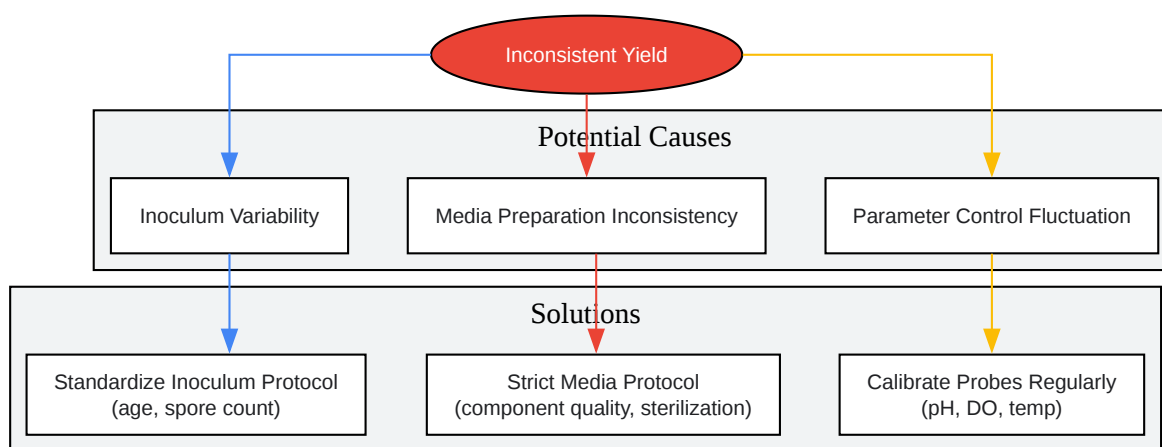 Inconsistent Yield
Potential Causes
Inoculum Variability
Media Preparation Inconsistency
Parameter Control Fluctuation
Solutions
Standardize Inoculum Protocol
(age, spore count)
Strict Media Protocol
(component quality, sterilization)
Calibrate Probes Regularly
(pH, DO, temp)